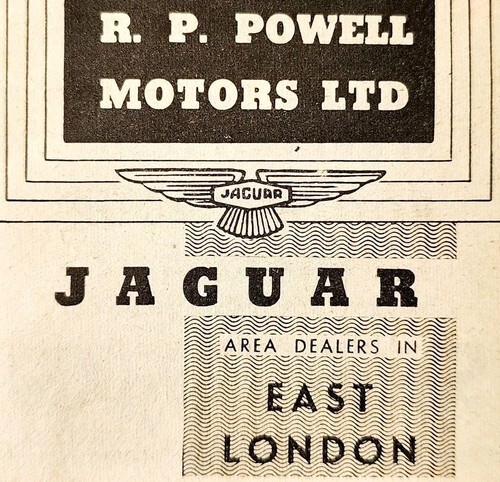 R. P. POWELL
MOTORS LTD
JAGUAR
JAGUAR
AREA DEALERS IN
EAST
LONDON